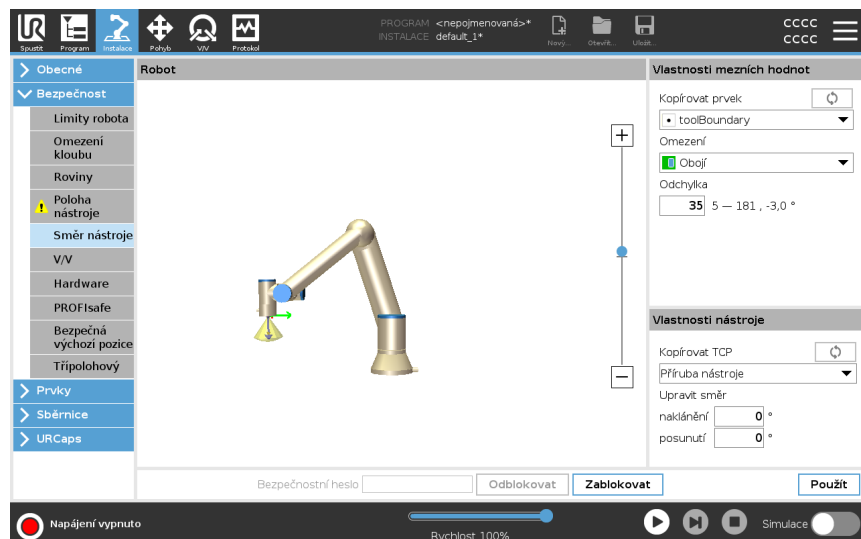 PROGRAM <nepojmenovaná>*
INSTALACE default_1*
CCCC
CCCC
Spustit Program Instalace Pohyb V/V Protokol Nový... Otevřít... Uložit...
Obecné
Bezpečnost
Limity robota
Omezení
kloubu
Roviny
Poloha
nástroje
Směr nástroje
V/V
Hardware
PROFIsafe
Bezpečná
výchozí pozice
Třípolohový
Prvky
Sběrnice
URCaps
Robot
Vlastnosti mezních hodnot
Kopírovat prvek
toolBoundary
Omezení
Obojí
Odchylka
35 5 — 181 , -3,0 °
Vlastnosti nástroje
Kopírovat TCP
Příruba nástroje
Upravit směr
naklánění 0 °
posunutí 0 °
Bezpečnostní heslo Odblokovat Zablokovat Použít
Napájení vypnuto
Rychlost 100%
Simulace